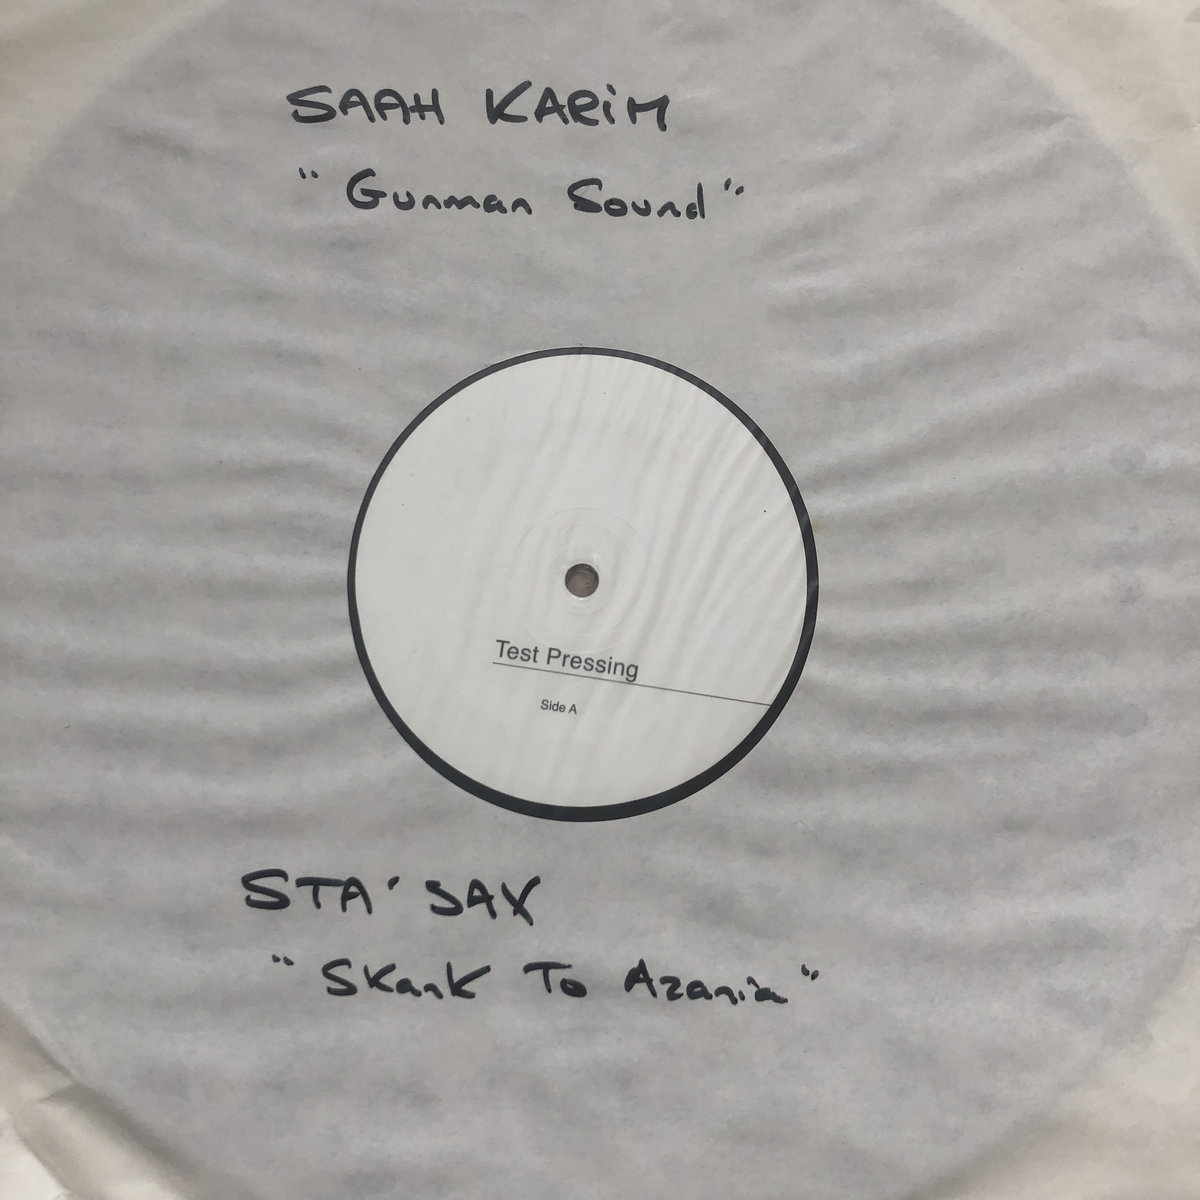 SAAH KARiM
"Gunman Sound"
Test Pressing
Side A
STA' SAX
"Skank To Azania"